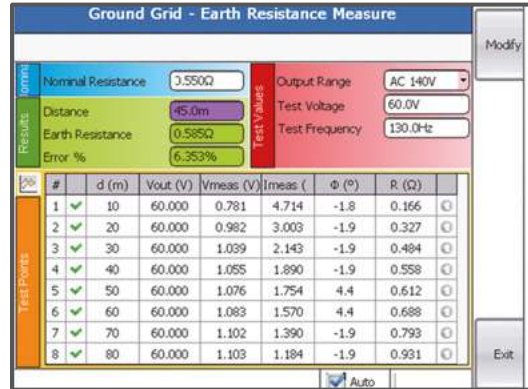 Ground Grid - Earth Resistance Measure
Modify
Nominal Resistance 0.550Ω
Output Range AC 140V
Results
Distance 45.0m
Test Values
Test Voltage 60.0V
Earth Resistance 0.585Ω
Test Frequency 130.0Hz
Error % 6.353%
# d (m) Vout (V) Vmeas (V) Imeas ( Φ (°) R (Ω)
Test Points
1 10 60.000 0.781 4.714 -1.8 0.166
2 20 60.000 0.982 3.003 -1.9 0.327
3 30 60.000 1.039 2.143 -1.9 0.484
4 40 60.000 1.055 1.890 -1.9 0.558
5 50 60.000 1.076 1.754 4.4 0.612
6 60 60.000 1.083 1.570 4.4 0.688
7 70 60.000 1.102 1.390 -1.9 0.793
8 80 60.000 1.103 1.184 -1.9 0.931
Exit
Auto